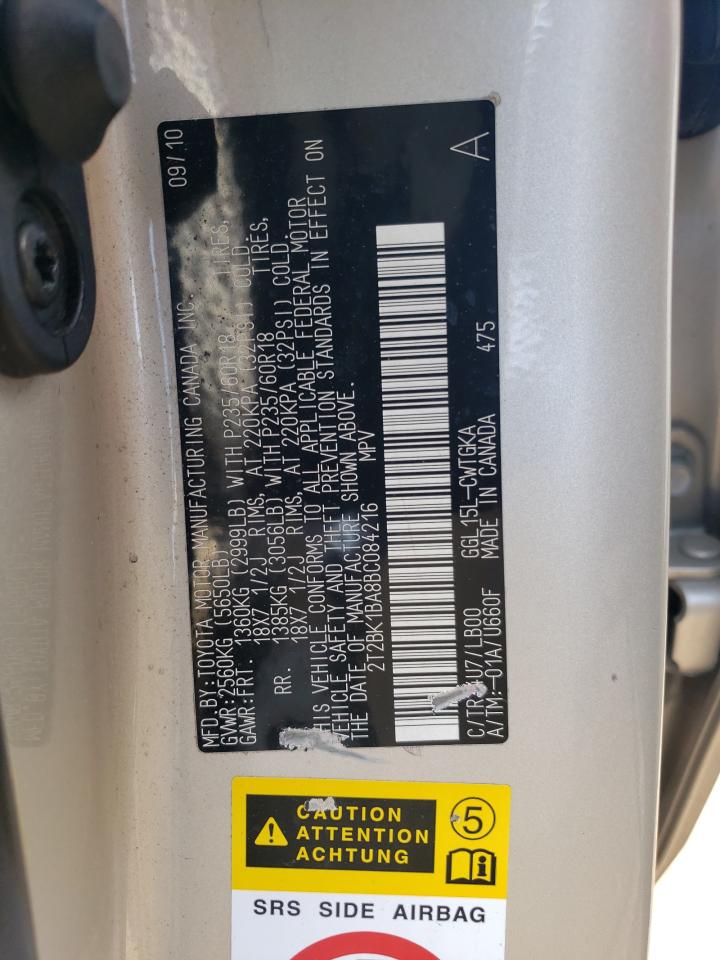 MFD.BY:TOYOTA MOTOR MANUFACTURING CANADA INC. 09/10
GVWR:2560KG (5650LB)
GAWR:FRT. 1360KG (2999LB) WITH P235/60R18 TIRES,
18X7 1/2J RIMS, AT 220KPA (32PSI) COLD.
RR. 1385KG (3056LB) WITH P235/60R18 TIRES,
18X7 1/2J RIMS, AT 220KPA (32PSI) COLD.
THIS VEHICLE CONFORMS TO ALL APPLICABLE FEDERAL MOTOR
VEHICLE SAFETY AND THEFT PREVENTION STANDARDS IN EFFECT ON
THE DATE OF MANUFACTURE SHOWN ABOVE.
2T2BK1BA8BC084216 MPV
C/TR: 4U7/LB00 GGL15L-CWTGKA 475 A
A/TM:-01A/U660F MADE IN CANADA
CAUTION
ATTENTION
ACHTUNG
5
SRS SIDE AIRBAG